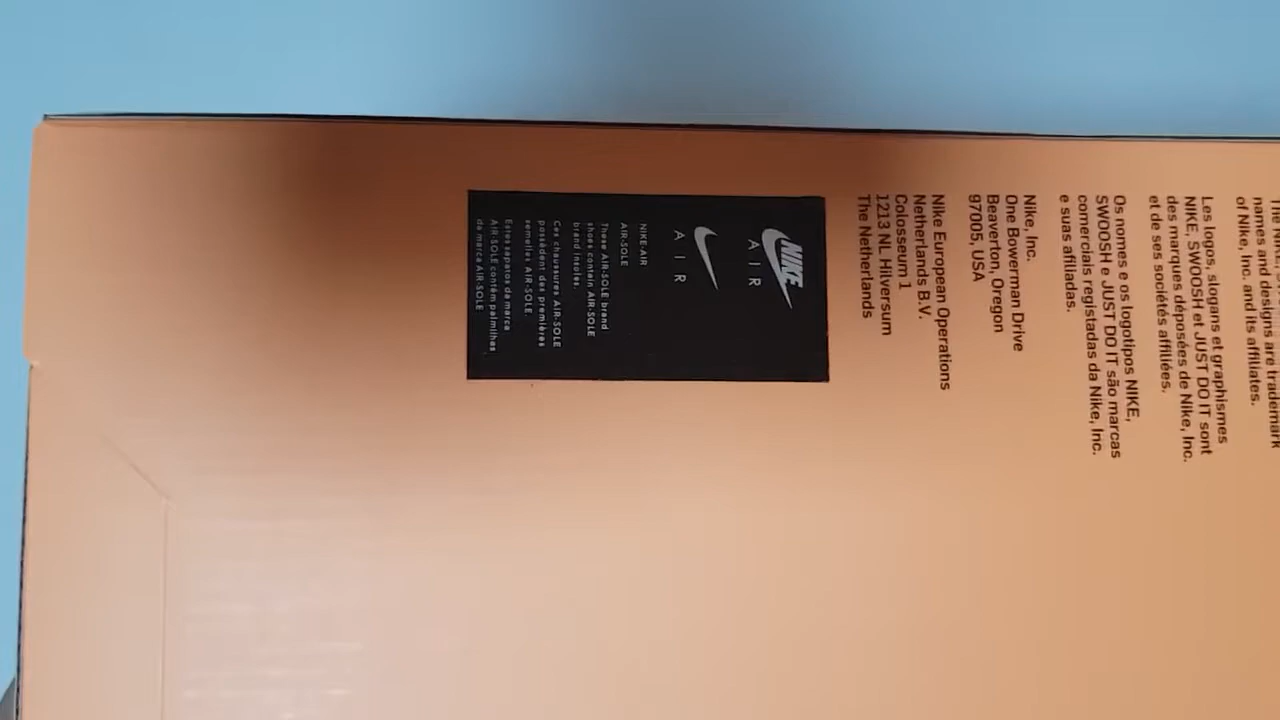 names and designs are trademark
of Nike, Inc. and its affiliates.
Les logos, slogans et graphismes
NIKE, SWOOSH et JUST DO IT sont
des marques déposées de Nike, Inc.
et de ses sociétés affiliées.
Os nomes e os logotipos NIKE,
SWOOSH e JUST DO IT são marcas
comerciais registadas da Nike, Inc.
e suas afiliadas.
Nike, Inc.
One Bowerman Drive
Beaverton, Oregon
97005, USA
Nike European Operations
Netherlands B.V.
Colosseum 1
1213 NL Hilversum
The Netherlands
NIKE
AIR
AIR
NIKE-AIR
AIR-SOLE
These AIR-SOLE brand
shoes contain AIR-SOLE
brand insoles.
Ces chaussures AIR-SOLE
possèdent des premières
semelles AIR-SOLE.
Estes sapatos da marca
AIR-SOLE contêm palmilhas
da marca AIR-SOLE